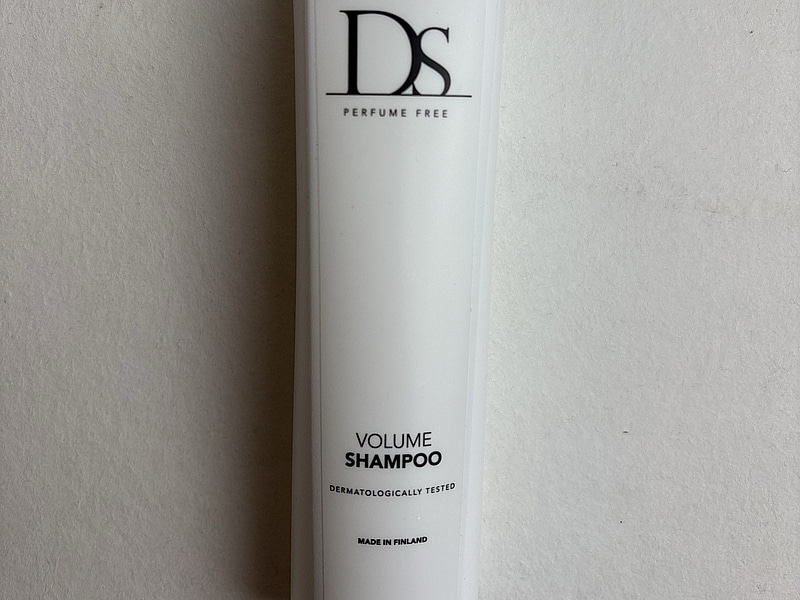 DS
PERFUME FREE
VOLUME
SHAMPOO
DERMATOLOGICALLY TESTED
MADE IN FINLAND